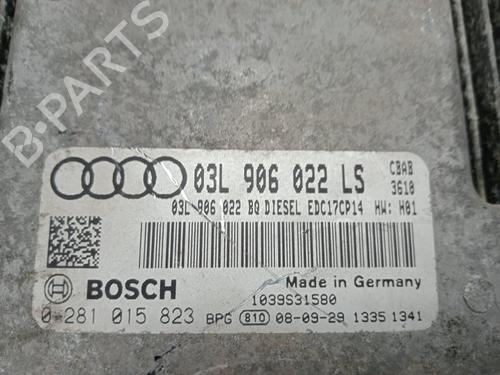 B-PARTS
03L 906 022 LS CBAB
3610
03L 906 022 BQ DIESEL EDC17CP14 HW: H01
BOSCH
Made in Germany
1039S31580
0 281 015 823 BPG 810 08-09-29 1335 1341